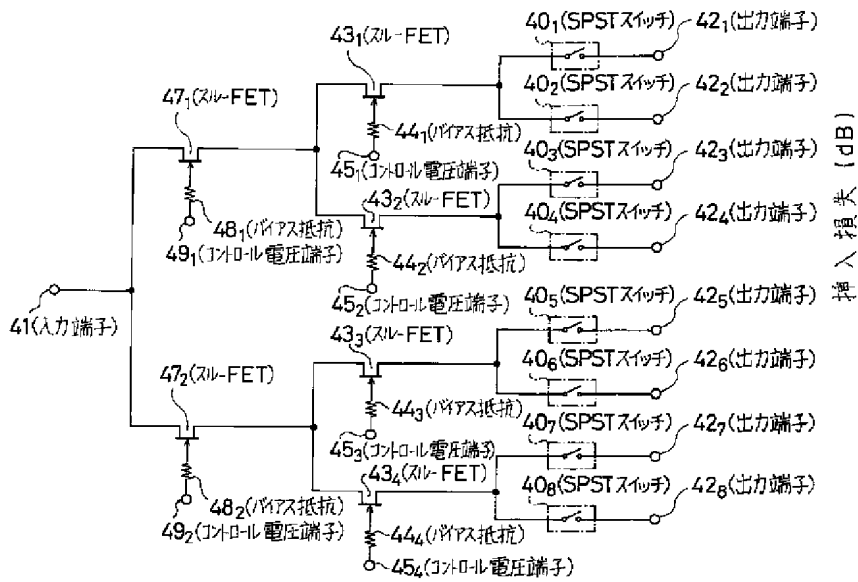 43₁(スルーFET)
40₁(SPSTスイッチ)
42₁(出力端子)
47₁(スルーFET)
40₂(SPSTスイッチ)
42₂(出力端子)
44₁(バイアス抵抗)
45₁(コントロール電圧端子)
40₃(SPSTスイッチ)
42₃(出力端子)
43₂(スルーFET)
48₁(バイアス抵抗)
49₁(コントロール電圧端子)
40₄(SPSTスイッチ)
42₄(出力端子)
44₂(バイアス抵抗)
45₂(コントロール電圧端子)
41(入力端子)
43₃(スルーFET)
40₅(SPSTスイッチ)
42₅(出力端子)
47₂(スルーFET)
40₆(SPSTスイッチ)
42₆(出力端子)
44₃(バイアス抵抗)
45₃(コントロール電圧端子)
40₇(SPSTスイッチ)
42₇(出力端子)
43₄(スルーFET)
48₂(バイアス抵抗)
49₂(コントロール電圧端子)
40₈(SPSTスイッチ)
42₈(出力端子)
44₄(バイアス抵抗)
45₄(コントロール電圧端子)
挿入損失 (dB)